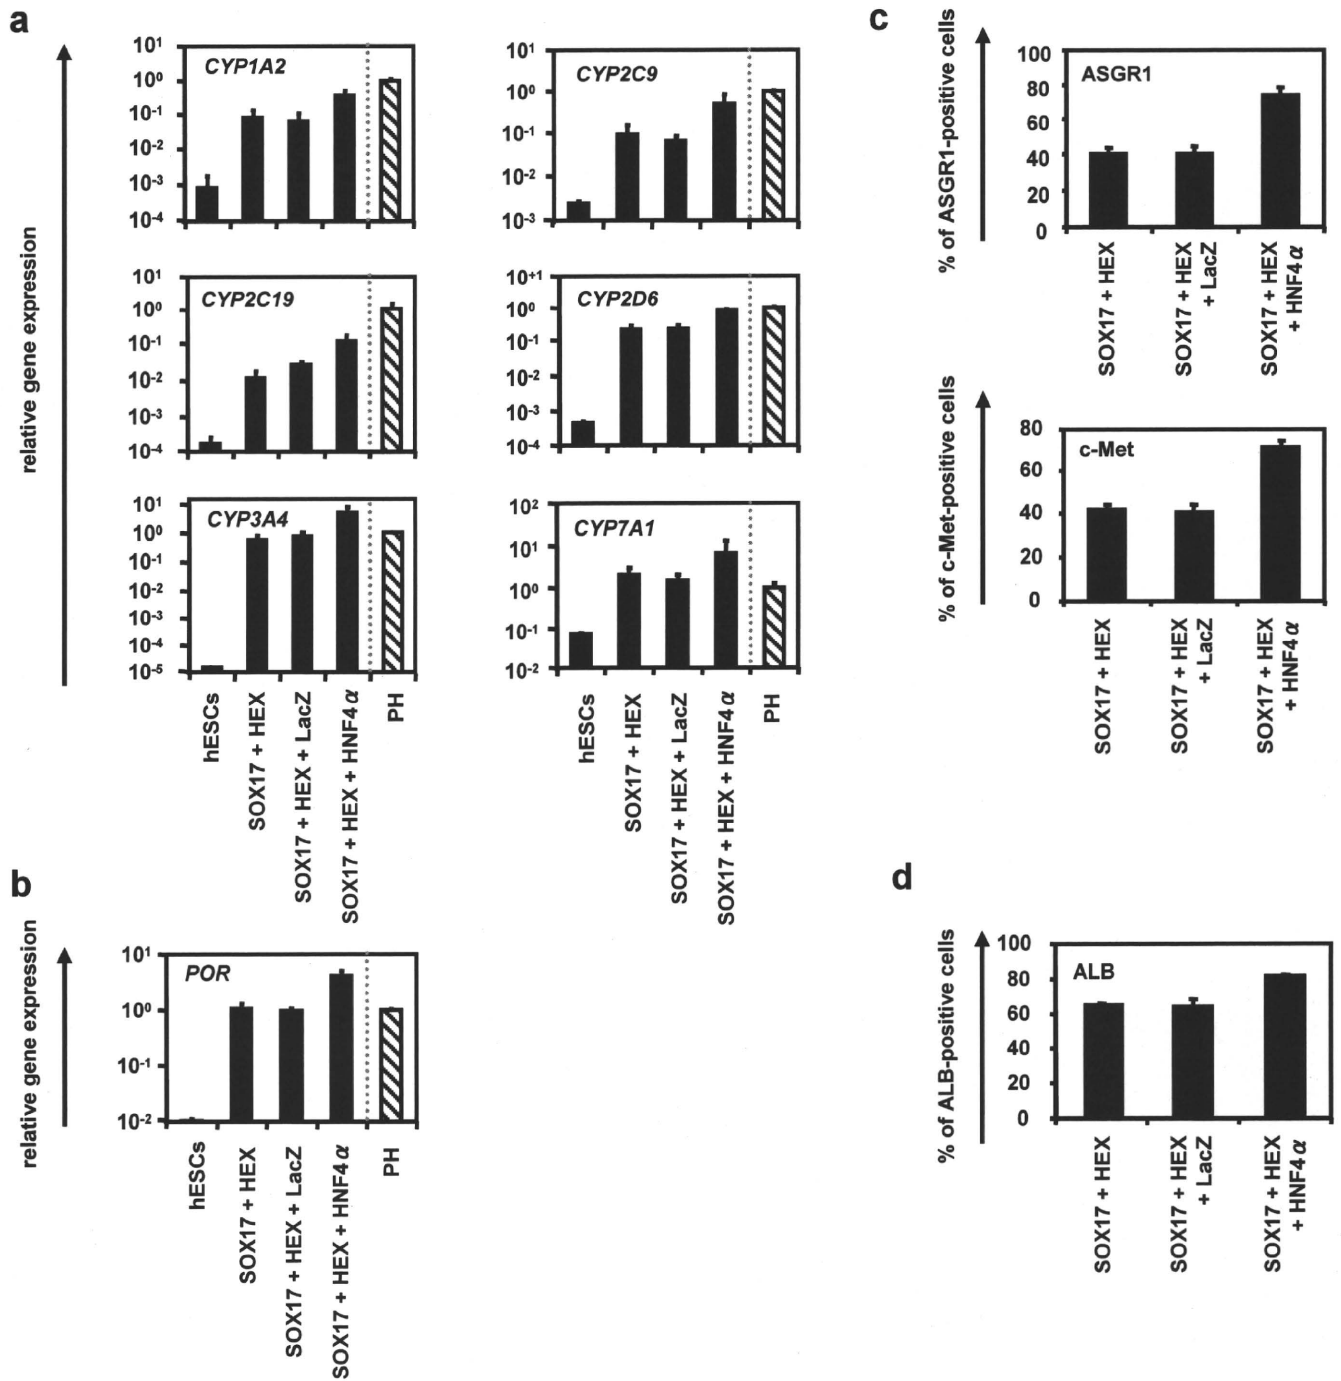 a
relative gene expression
CYP1A2
10¹
10⁰
10⁻¹
10⁻²
10⁻³
10⁻⁴
CYP2C9
10¹
10⁰
10⁻¹
10⁻²
10⁻³
CYP2C19
10¹
10⁰
10⁻¹
10⁻²
10⁻³
10⁻⁴
CYP2D6
10⁺¹
10⁰
10⁻¹
10⁻²
10⁻³
10⁻⁴
CYP3A4
10¹
10⁰
10⁻¹
10⁻²
10⁻³
10⁻⁴
10⁻⁵
hESCs
SOX17 + HEX
SOX17 + HEX + LacZ
SOX17 + HEX + HNF4α
PH
CYP7A1
10²
10¹
10⁰
10⁻¹
10⁻²
hESCs
SOX17 + HEX
SOX17 + HEX + LacZ
SOX17 + HEX + HNF4α
PH
b
relative gene expression
POR
10¹
10⁰
10⁻¹
10⁻²
hESCs
SOX17 + HEX
SOX17 + HEX + LacZ
SOX17 + HEX + HNF4α
PH
c
% of ASGR1-positive cells
ASGR1
100
80
60
40
20
0
SOX17 + HEX
SOX17 + HEX
+ LacZ
SOX17 + HEX
+ HNF4α
% of c-Met-positive cells
c-Met
80
60
40
20
0
SOX17 + HEX
SOX17 + HEX
+ LacZ
SOX17 + HEX
+ HNF4α
d
% of ALB-positive cells
ALB
100
80
60
40
20
0
SOX17 + HEX
SOX17 + HEX
+ LacZ
SOX17 + HEX
+ HNF4α